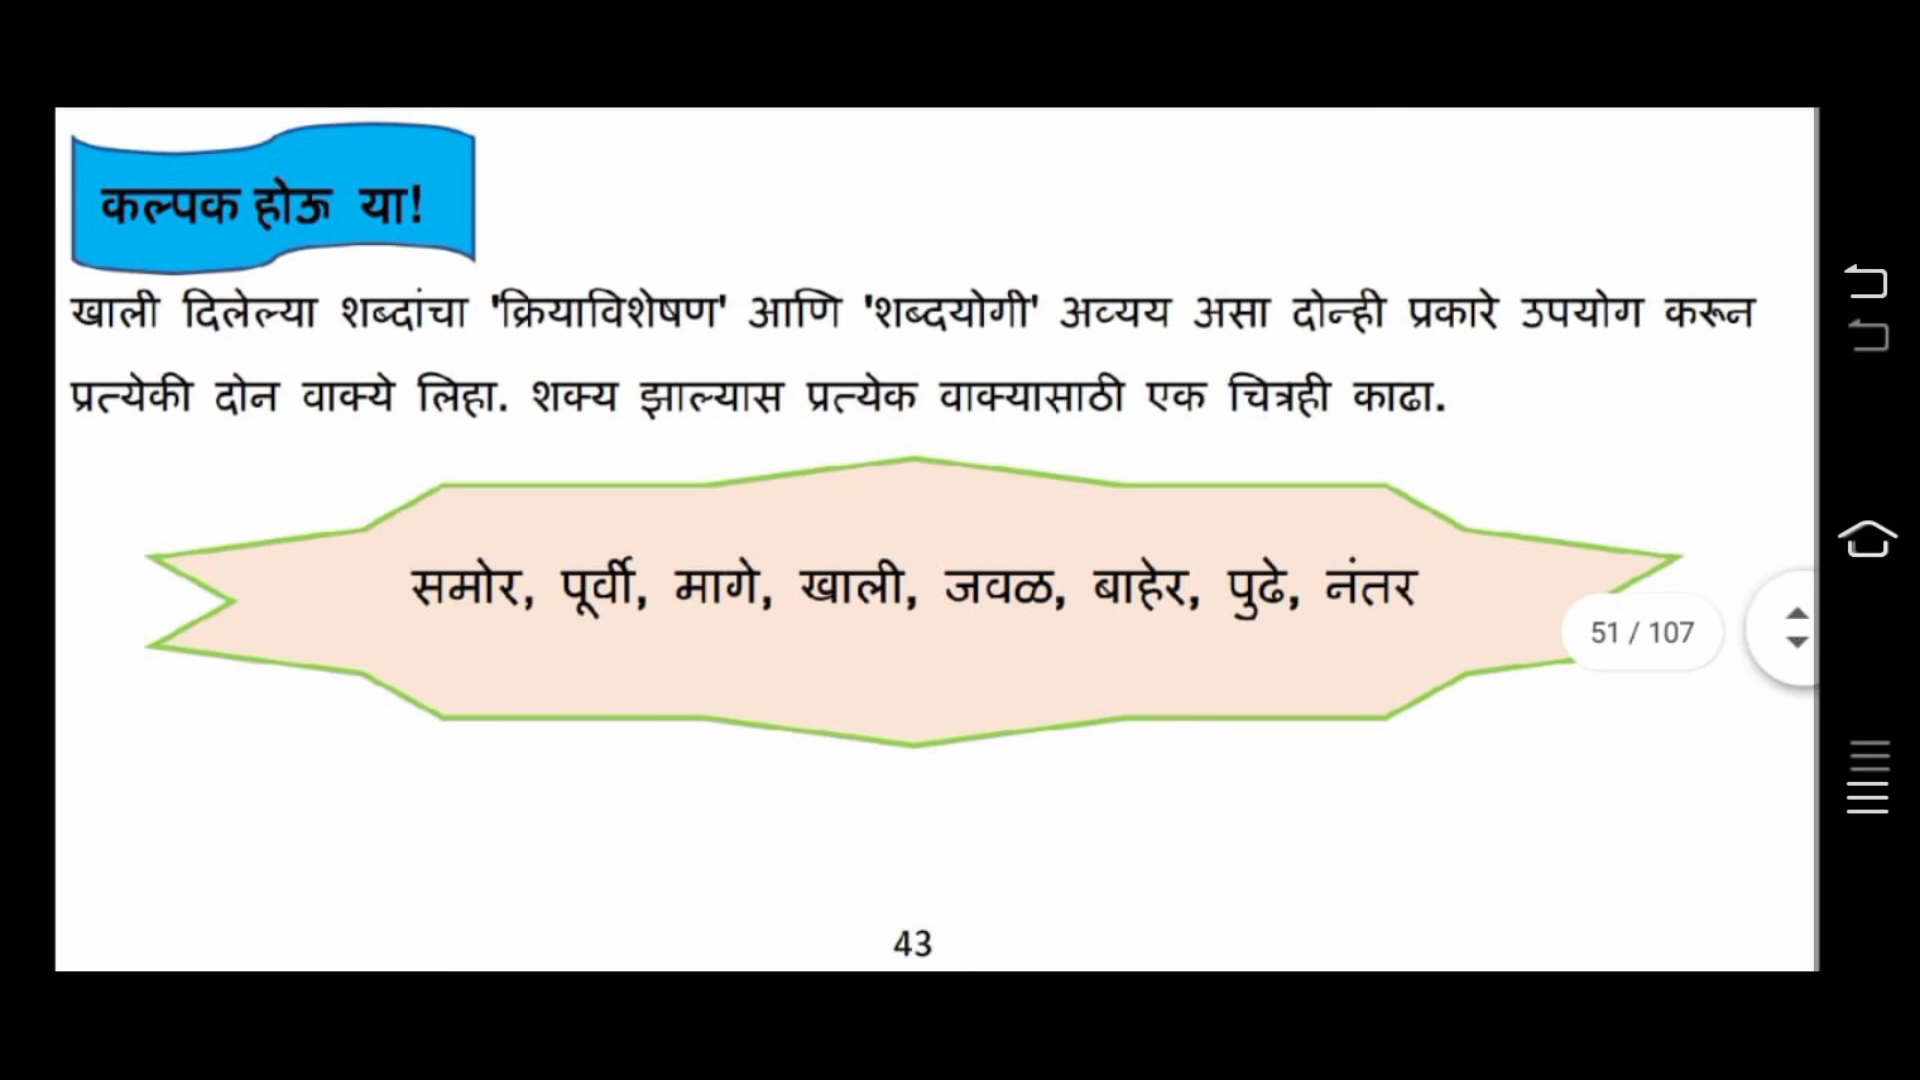 कल्पक होऊ या!
खाली दिलेल्या शब्दांचा 'क्रियाविशेषण' आणि 'शब्दयोगी' अव्यय असा दोन्ही प्रकारे उपयोग करून
प्रत्येकी दोन वाक्ये लिहा. शक्य झाल्यास प्रत्येक वाक्यासाठी एक चित्रही काढा.
समोर, पूर्वी, मागे, खाली, जवळ, बाहेर, पुढे, नंतर
51 / 107
43